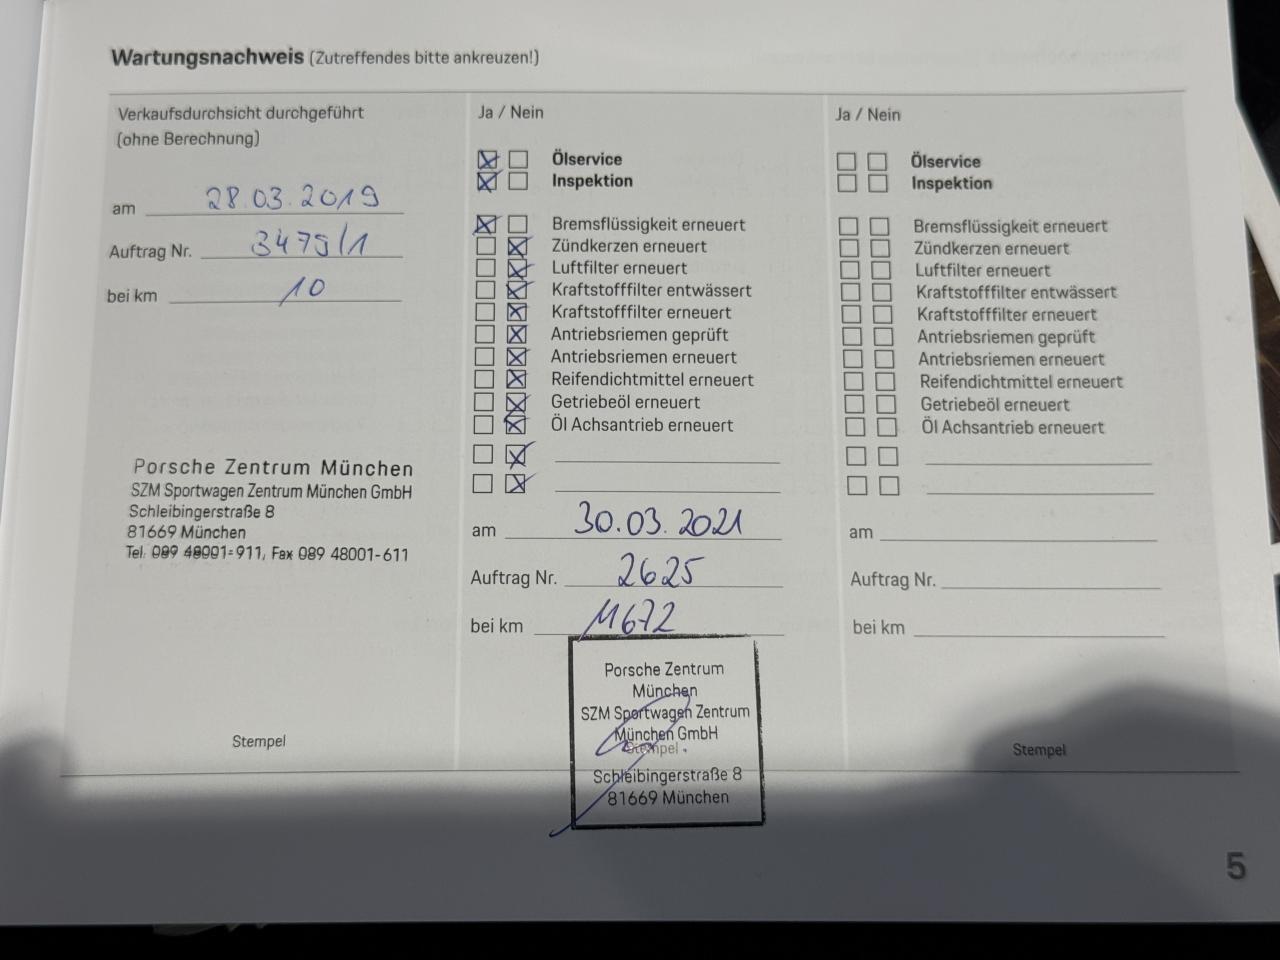 Wartungsnachweis (Zutreffendes bitte ankreuzen!)
Verkaufsdurchsicht durchgeführt
(ohne Berechnung)
am 28.03.2019
Auftrag Nr. 3479/1
bei km 10
Porsche Zentrum München
SZM Sportwagen Zentrum München GmbH
Schleibingerstraße 8
81669 München
Tel. 089 48001-911, Fax 089 48001-611
Stempel
Ja / Nein
Ölservice
Inspektion
Bremsflüssigkeit erneuert
Zündkerzen erneuert
Luftfilter erneuert
Kraftstofffilter entwässert
Kraftstofffilter erneuert
Antriebsriemen geprüft
Antriebsriemen erneuert
Reifendichtmittel erneuert
Getriebeöl erneuert
Öl Achsantrieb erneuert
am 30.03.2021
Auftrag Nr. 2625
bei km 11672
Porsche Zentrum
München
SZM Sportwagen Zentrum
München GmbH
Stempel
Schleibingerstraße 8
81669 München
Ja / Nein
Ölservice
Inspektion
Bremsflüssigkeit erneuert
Zündkerzen erneuert
Luftfilter erneuert
Kraftstofffilter entwässert
Kraftstofffilter erneuert
Antriebsriemen geprüft
Antriebsriemen erneuert
Reifendichtmittel erneuert
Getriebeöl erneuert
Öl Achsantrieb erneuert
am
Auftrag Nr.
bei km
Stempel
5